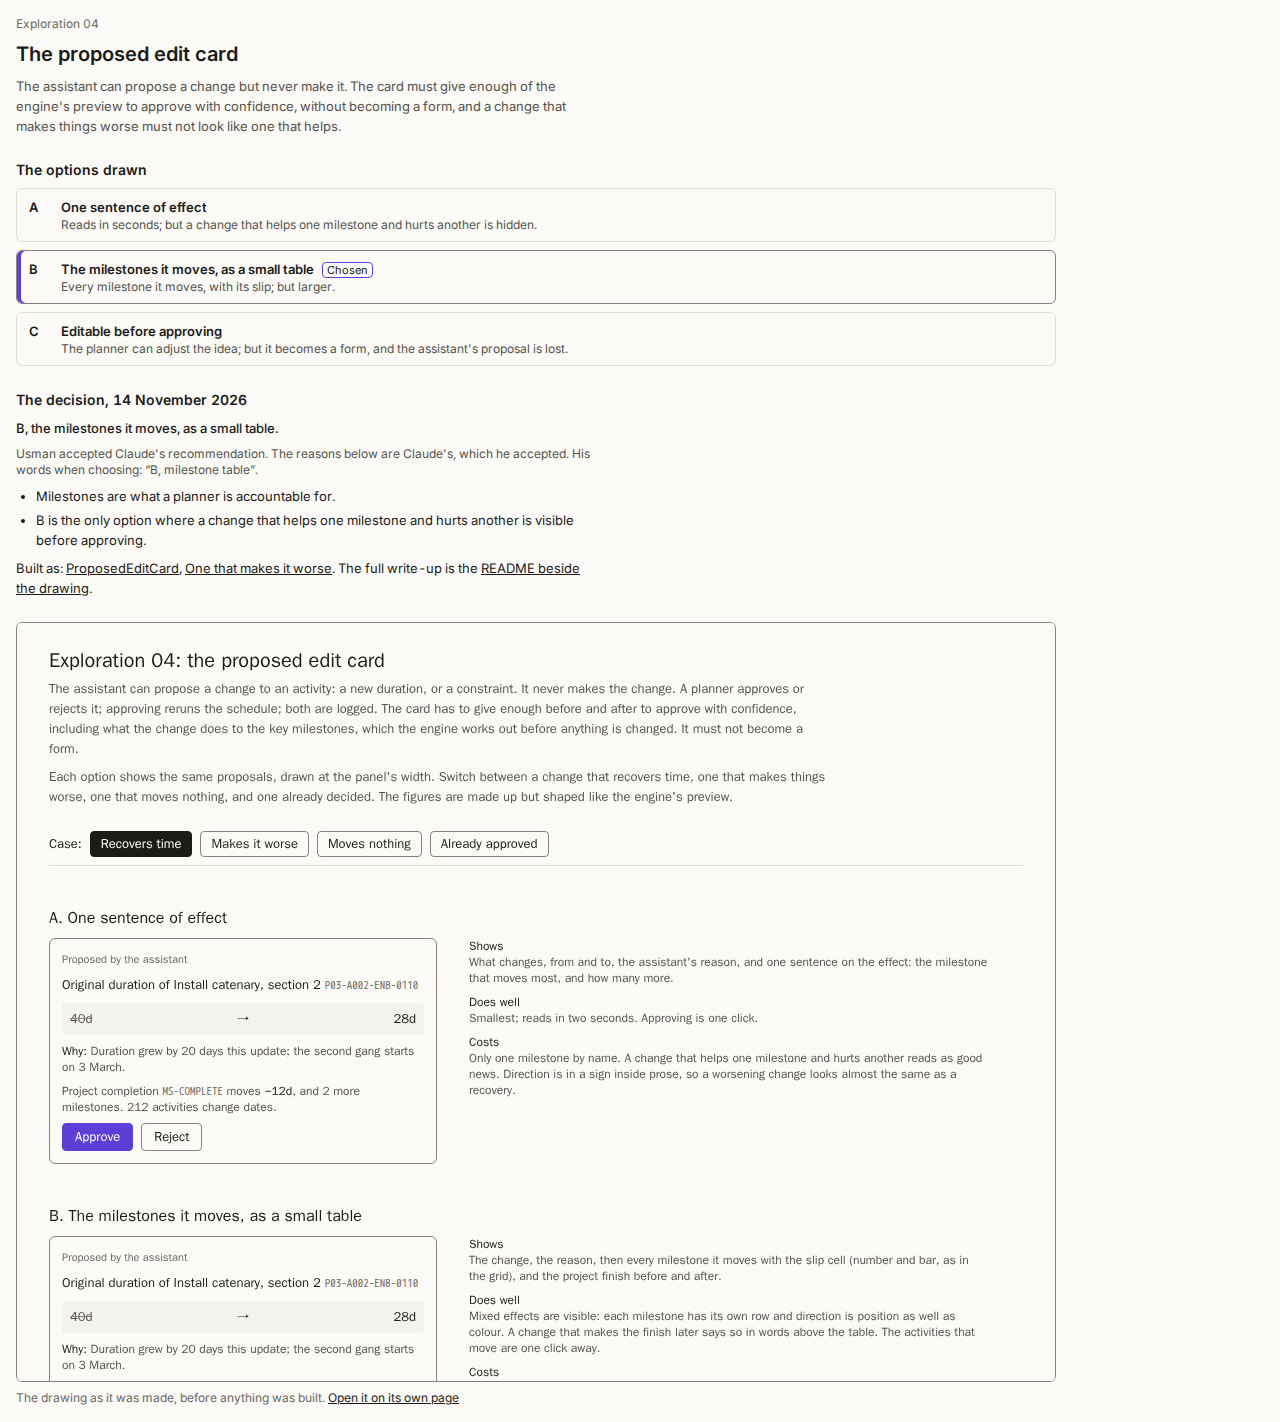 Exploration 04
The proposed edit card
The assistant can propose a change but never make it. The card must give enough of the
engine's preview to approve with confidence, without becoming a form, and a change that
makes things worse must not look like one that helps.
The options drawn
A One sentence of effect
Reads in seconds; but a change that helps one milestone and hurts another is hidden.
B The milestones it moves, as a small table Chosen
Every milestone it moves, with its slip; but larger.
C Editable before approving
The planner can adjust the idea; but it becomes a form, and the assistant's proposal is lost.
The decision, 14 November 2026
B, the milestones it moves, as a small table.
Usman accepted Claude's recommendation. The reasons below are Claude's, which he accepted. His
words when choosing: “B, milestone table”.
• Milestones are what a planner is accountable for.
• B is the only option where a change that helps one milestone and hurts another is visible
before approving.
Built as: ProposedEditCard, One that makes it worse. The full write-up is the README beside
the drawing.
Exploration 04: the proposed edit card
The assistant can propose a change to an activity: a new duration, or a constraint. It never makes the change. A planner approves or
rejects it; approving reruns the schedule; both are logged. The card has to give enough before and after to approve with confidence,
including what the change does to the key milestones, which the engine works out before anything is changed. It must not become a
form.
Each option shows the same proposals, drawn at the panel's width. Switch between a change that recovers time, one that makes things
worse, one that moves nothing, and one already decided. The figures are made up but shaped like the engine's preview.
Case: Recovers time Makes it worse Moves nothing Already approved
A. One sentence of effect
Proposed by the assistant
Original duration of Install catenary, section 2 P03-A002-ENB-0110
40d → 28d
Why: Duration grew by 20 days this update; the second gang starts
on 3 March.
Project completion MS-COMPLETE moves −12d, and 2 more
milestones. 212 activities change dates.
Approve Reject
Shows
What changes, from and to, the assistant's reason, and one sentence on the effect: the milestone
that moves most, and how many more.
Does well
Smallest; reads in two seconds. Approving is one click.
Costs
Only one milestone by name. A change that helps one milestone and hurts another reads as good
news. Direction is in a sign inside prose, so a worsening change looks almost the same as a
recovery.
B. The milestones it moves, as a small table
Proposed by the assistant
Original duration of Install catenary, section 2 P03-A002-ENB-0110
40d → 28d
Why: Duration grew by 20 days this update; the second gang starts
on 3 March.
Shows
The change, the reason, then every milestone it moves with the slip cell (number and bar, as in
the grid), and the project finish before and after.
Does well
Mixed effects are visible: each milestone has its own row and direction is position as well as
colour. A change that makes the finish later says so in words above the table. The activities that
move are one click away.
Costs
The drawing as it was made, before anything was built. Open it on its own page